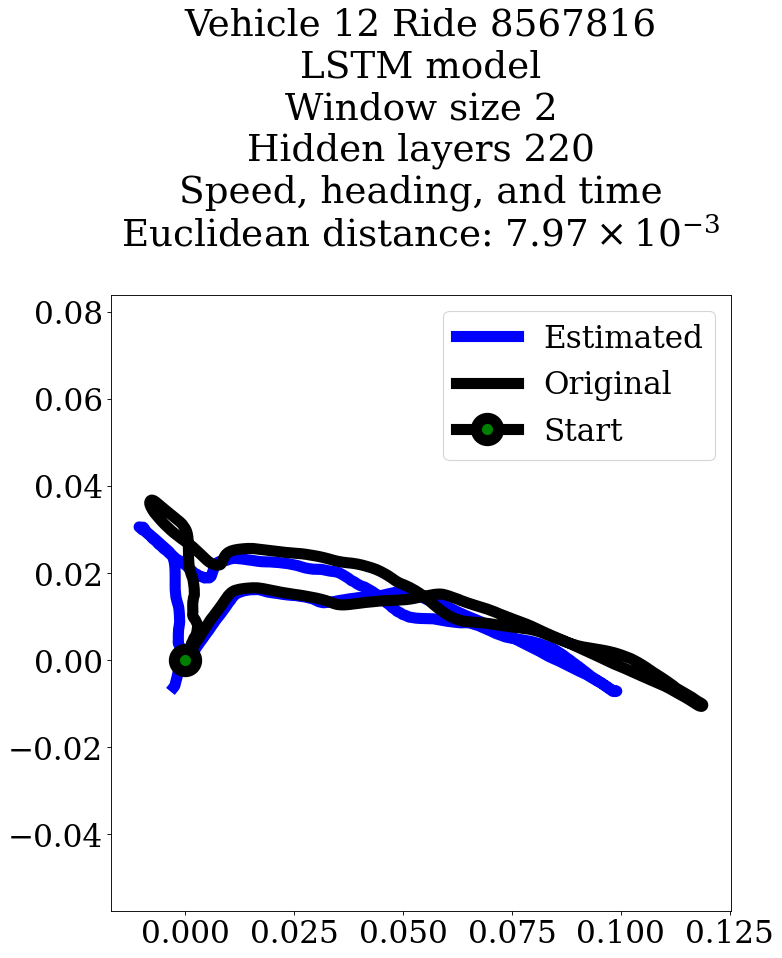 Vehicle 12 Ride 8567816
LSTM model
Window size 2
Hidden layers 220
Speed, heading, and time
Euclidean distance: 7.97 × 10⁻³
Estimated
Original
Start
0.08
0.06
0.04
0.02
0.00
−0.02
−0.04
0.000 0.025 0.050 0.075 0.100 0.125